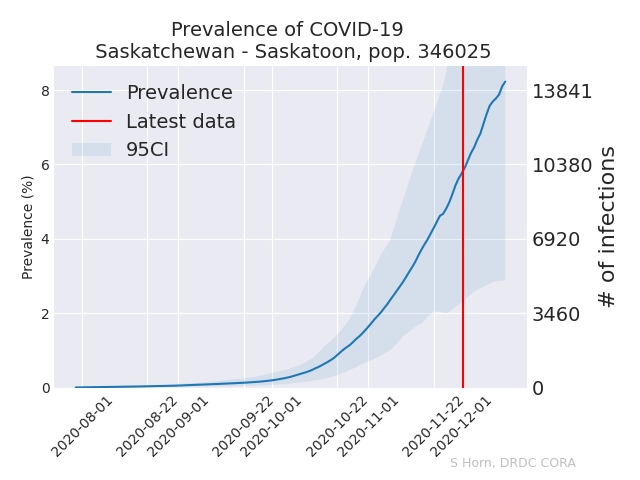 Prevalence of COVID-19
Saskatchewan - Saskatoon, pop. 346025
Prevalence
Latest data
95CI
Prevalence (%)
8
6
4
2
0
13841
10380
6920
3460
0
# of infections
2020-08-01
2020-08-22
2020-09-01
2020-09-22
2020-10-01
2020-10-22
2020-11-01
2020-11-22
2020-12-01
S Horn, DRDC CORA